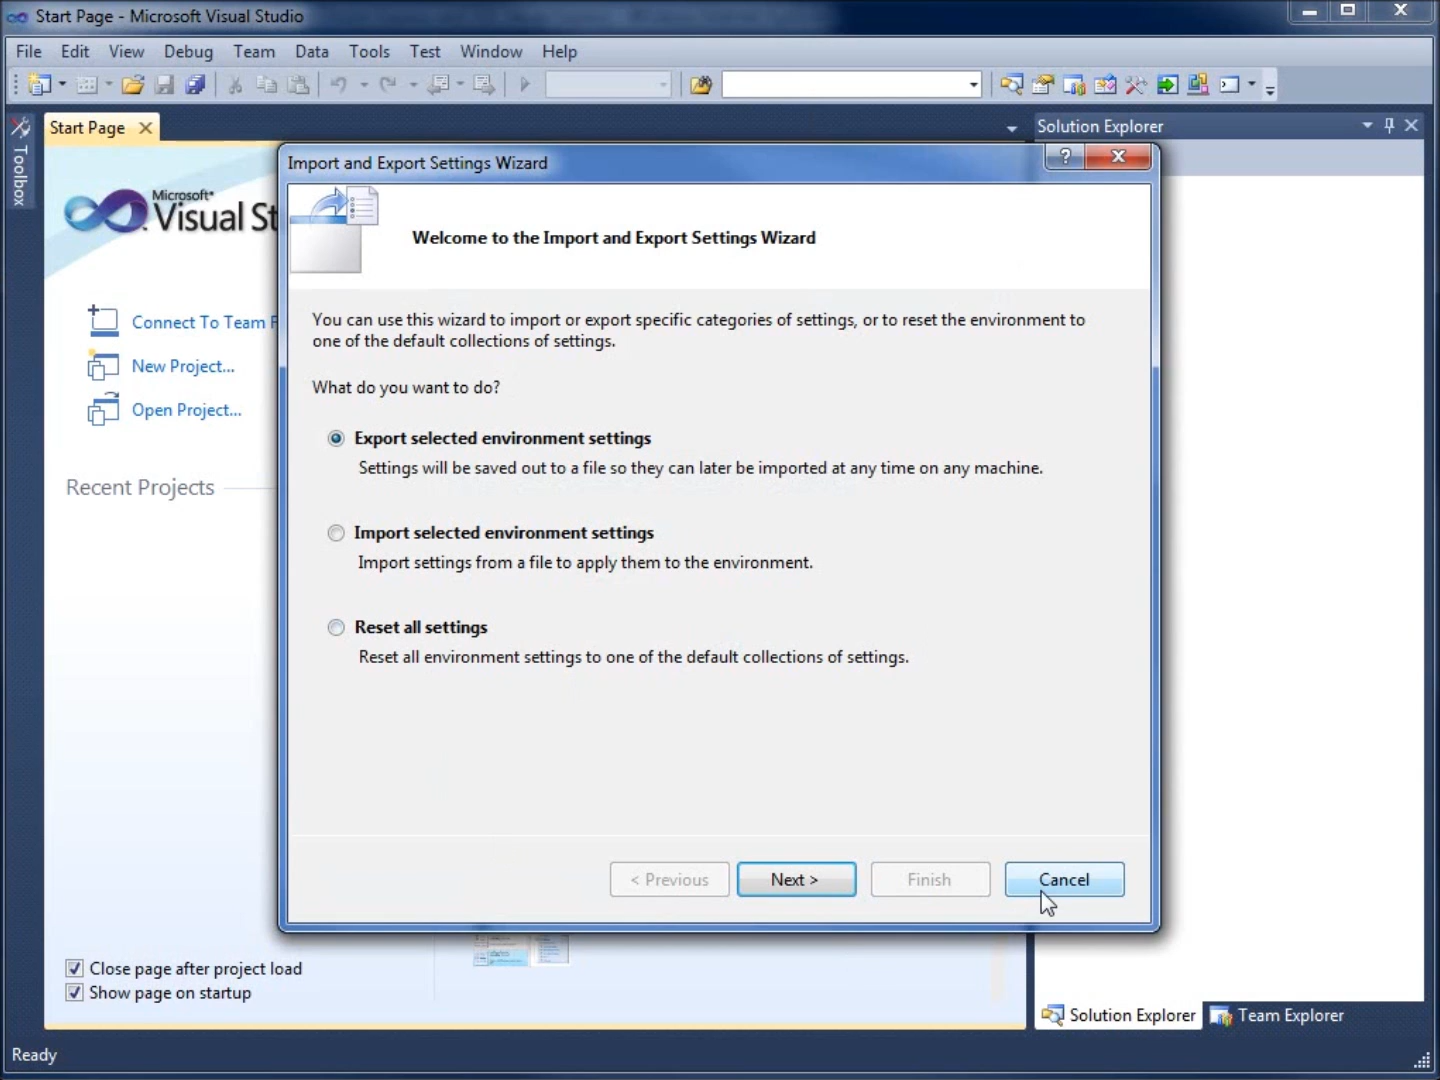 Start Page - Microsoft Visual Studio
File Edit View Debug Team Data Tools Test Window Help
Start Page
Solution Explorer
Toolbox
Microsoft
Visual St
Connect To Team F
New Project...
Open Project...
Recent Projects
Import and Export Settings Wizard
Welcome to the Import and Export Settings Wizard
You can use this wizard to import or export specific categories of settings, or to reset the environment to
one of the default collections of settings.
What do you want to do?
Export selected environment settings
Settings will be saved out to a file so they can later be imported at any time on any machine.
Import selected environment settings
Import settings from a file to apply them to the environment.
Reset all settings
Reset all environment settings to one of the default collections of settings.
< Previous Next > Finish Cancel
Close page after project load
Show page on startup
Solution Explorer Team Explorer
Ready